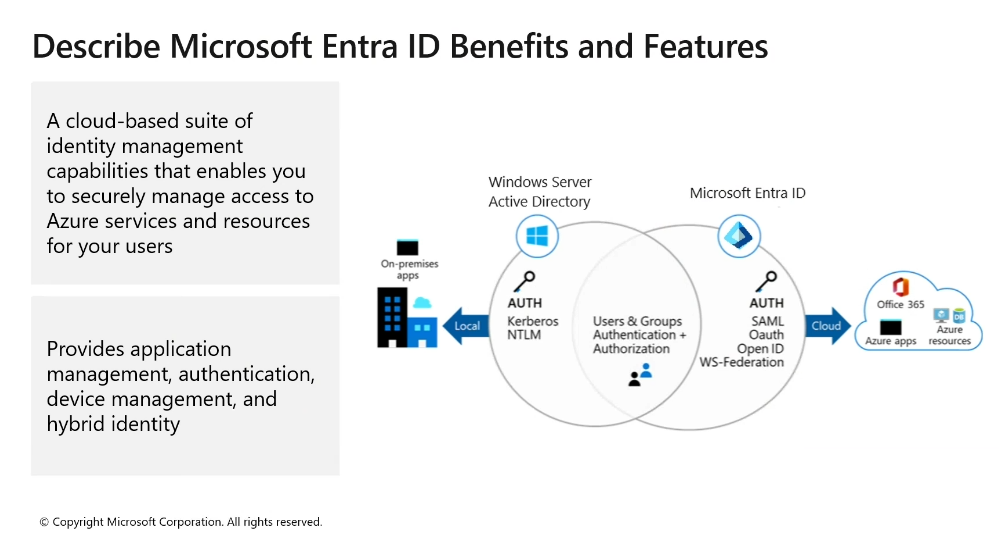 Describe Microsoft Entra ID Benefits and Features
A cloud-based suite of
identity management
capabilities that enables you
to securely manage access to
Azure services and resources
for your users
Provides application
management, authentication,
device management, and
hybrid identity
Windows Server
Active Directory
Microsoft Entra ID
On-premises
apps
Local
AUTH
Kerberos
NTLM
Users & Groups
Authentication +
Authorization
AUTH
SAML
Oauth
Open ID
WS-Federation
Cloud
Office 365
Azure apps
Azure
resources
© Copyright Microsoft Corporation. All rights reserved.